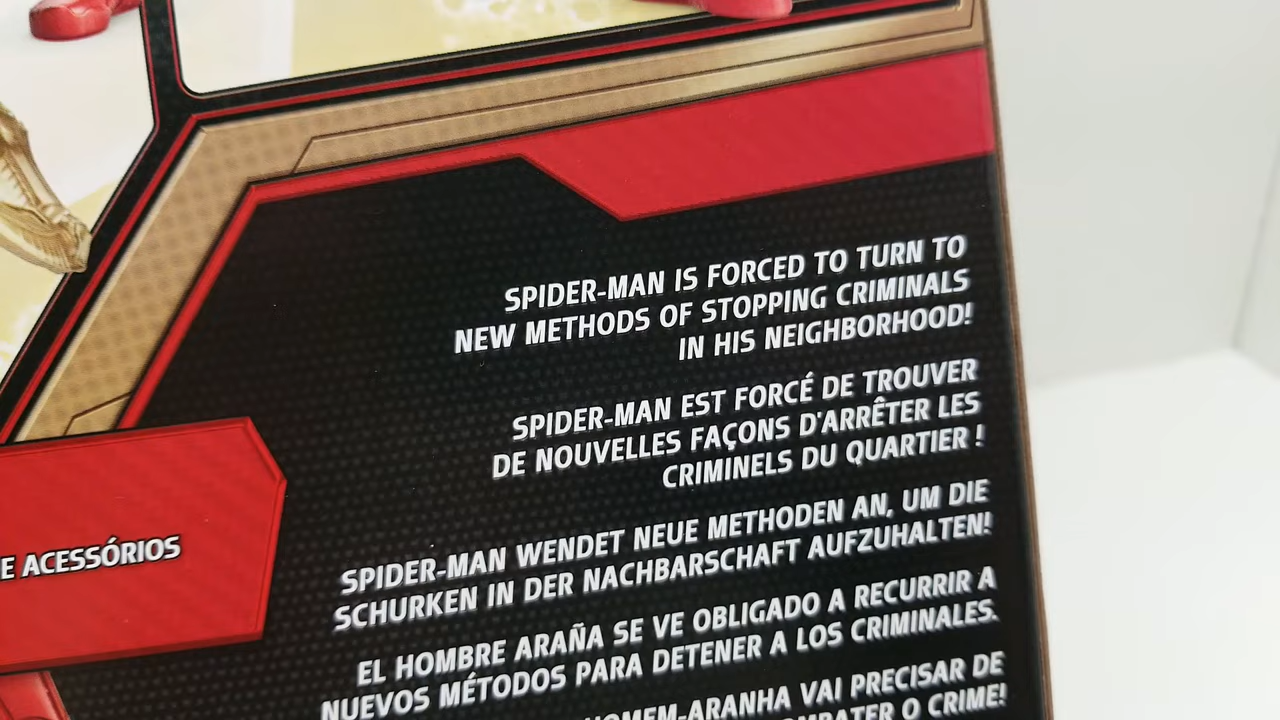 SPIDER-MAN IS FORCED TO TURN TO
NEW METHODS OF STOPPING CRIMINALS
IN HIS NEIGHBORHOOD!
SPIDER-MAN EST FORCÉ DE TROUVER
DE NOUVELLES FAÇONS D'ARRÊTER LES
CRIMINELS DU QUARTIER !
SPIDER-MAN WENDET NEUE METHODEN AN, UM DIE
SCHURKEN IN DER NACHBARSCHAFT AUFZUHALTEN!
E ACESSÓRIOS
EL HOMBRE ARAÑA SE VE OBLIGADO A RECURRIR A
NUEVOS MÉTODOS PARA DETENER A LOS CRIMINALES.
HOMEM-ARANHA VAI PRECISAR DE
COMBATER O CRIME!